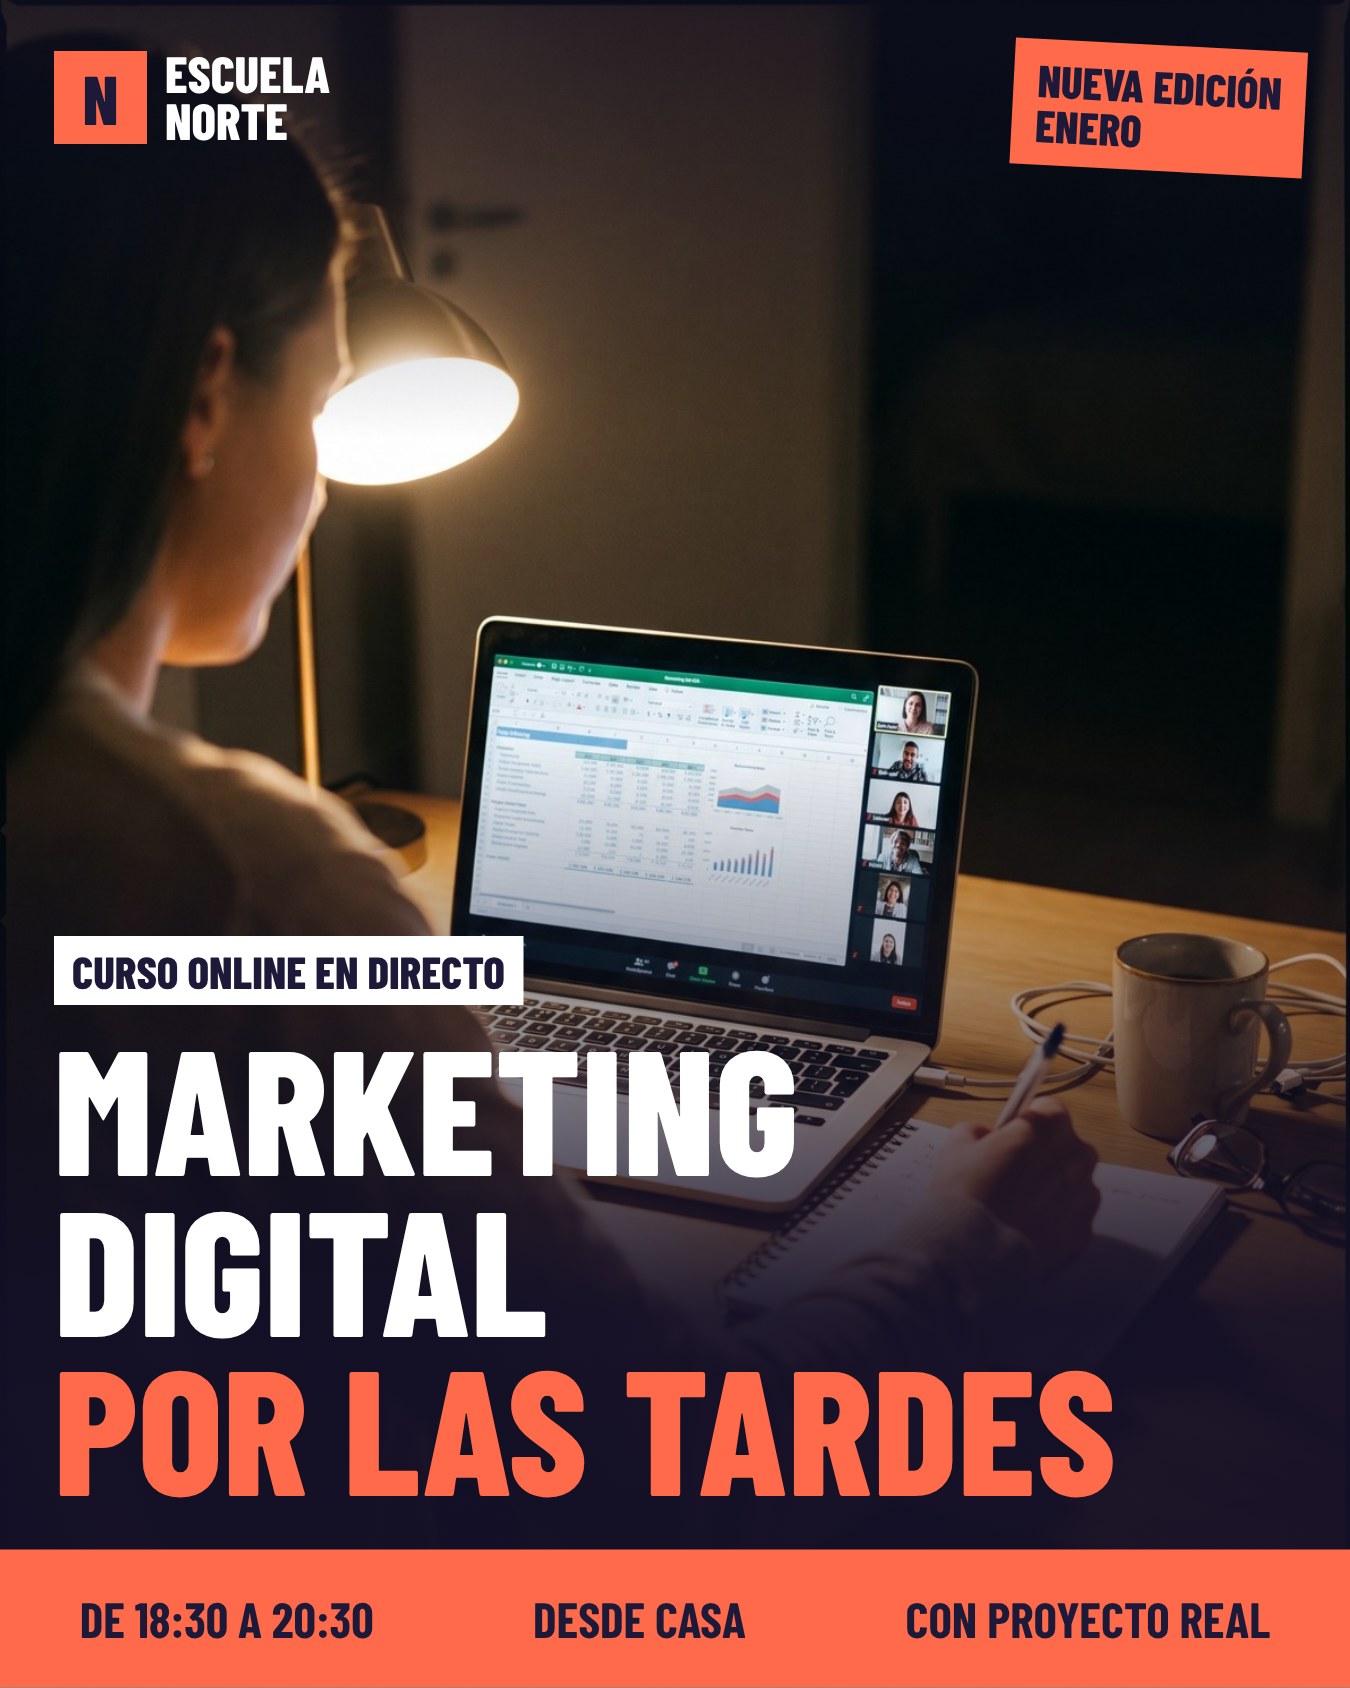 N
ESCUELA
NORTE
NUEVA EDICIÓN
ENERO
CURSO ONLINE EN DIRECTO
MARKETING
DIGITAL
POR LAS TARDES
DE 18:30 A 20:30
DESDE CASA
CON PROYECTO REAL